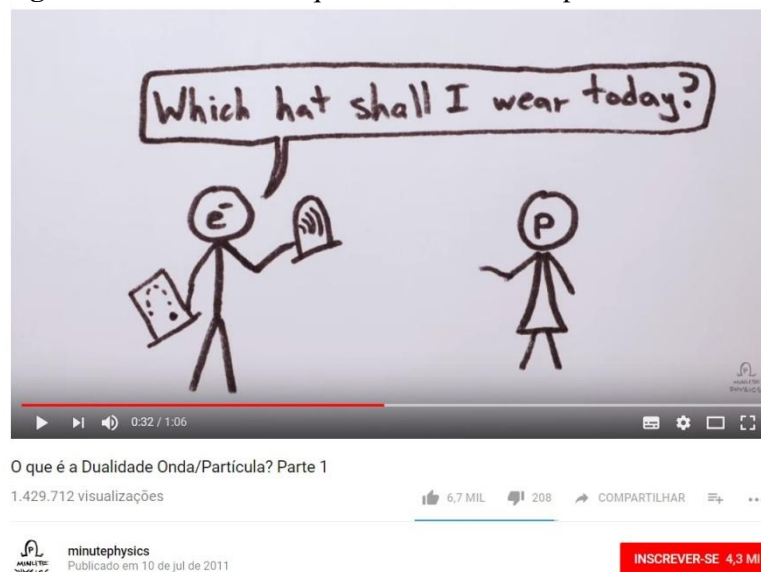 Which hat shall I wear today?
e-
P
0:32 / 1:06
O que é a Dualidade Onda/Partícula? Parte 1
1.429.712 visualizações
6,7 MIL 208 COMPARTILHAR
minutephysics
Publicado em 10 de jul de 2011
INSCREVER-SE 4,3 MI